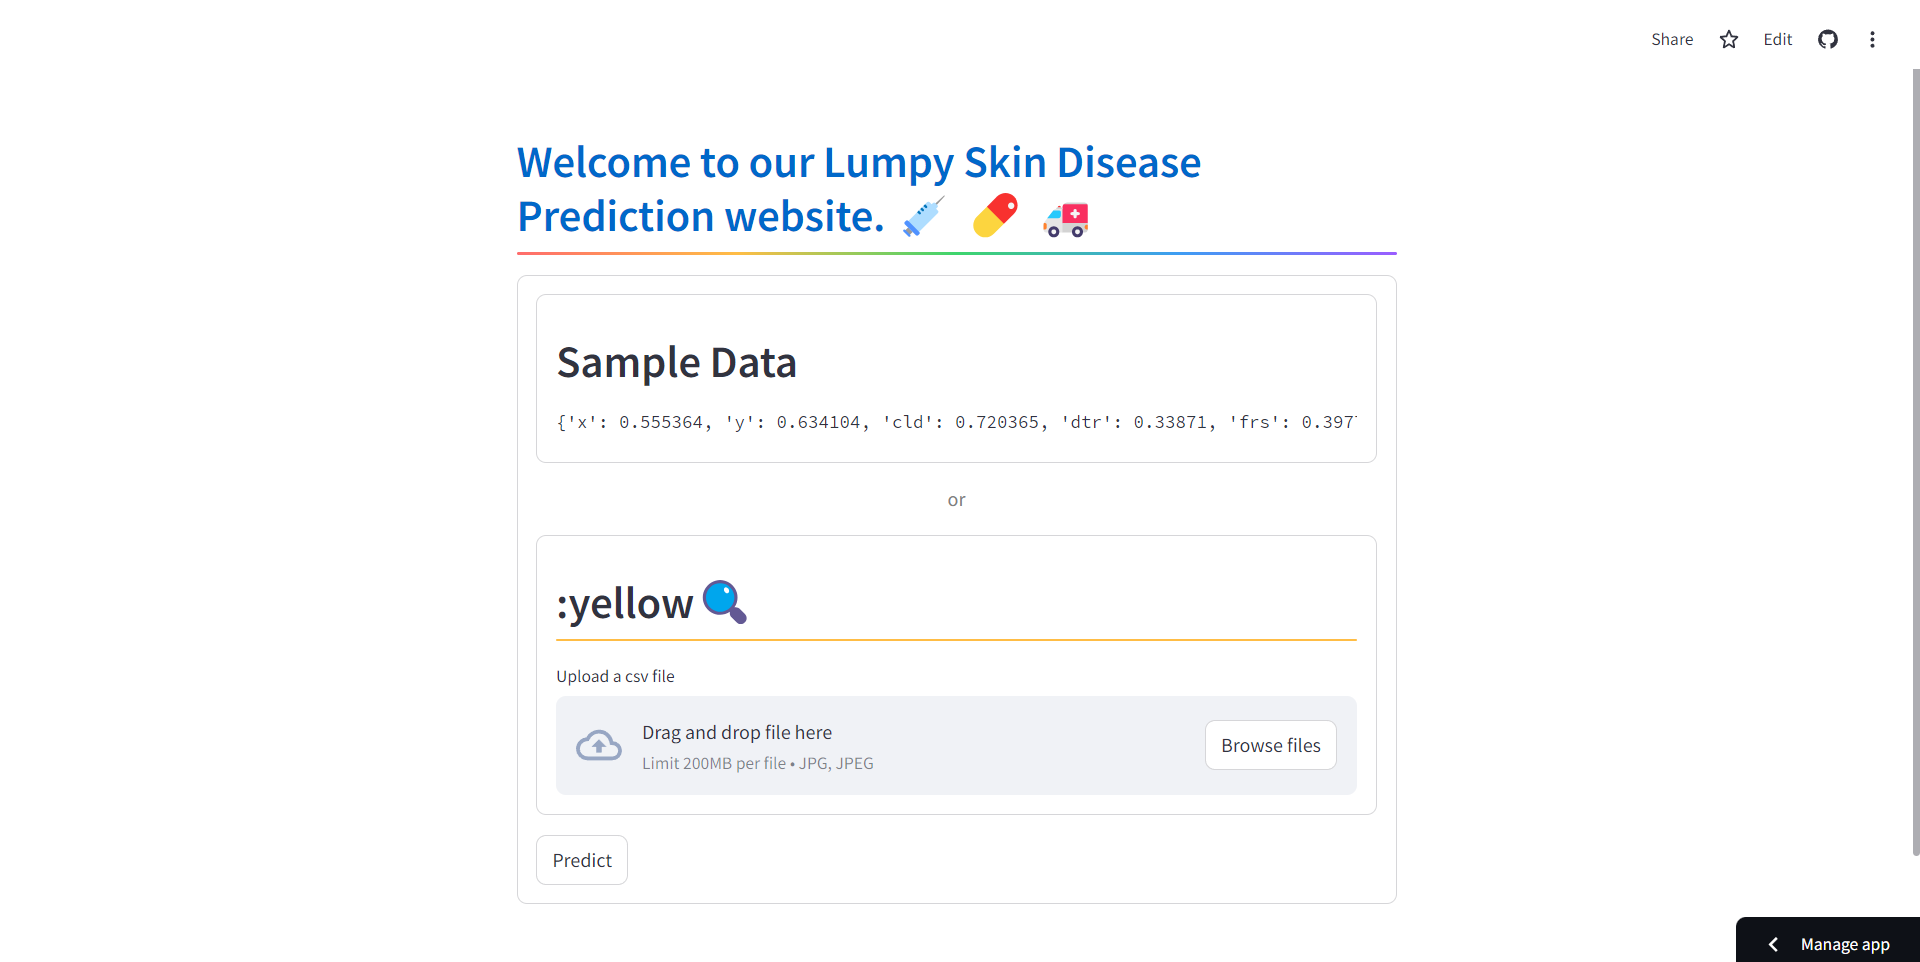 Share Edit
Welcome to our Lumpy Skin Disease
Prediction website.
Sample Data
{'x': 0.555364, 'y': 0.634104, 'cld': 0.720365, 'dtr': 0.33871, 'frs': 0.397
or
:yellow
Upload a csv file
Drag and drop file here
Limit 200MB per file • JPG, JPEG
Browse files
Predict
Manage app